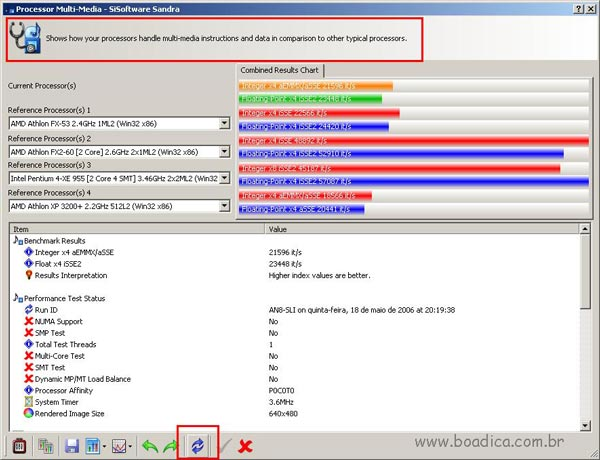 Processor Multi-Media - SiSoftware Sandra
Shows how your processors handle multi-media instructions and data in comparison to other typical processors.
Combined Results Chart
Current Processor(s)
Integer x4 aEMMX/aSSE 21596 it/s
Floating-Point x4 iSSE2 23448 it/s
Reference Processor(s) 1
AMD Athlon FX-53 2.4GHz 1ML2 (Win32 x86)
Integer x4 iSSE 22566 it/s
Floating-Point x4 iSSE2 24420 it/s
Reference Processor(s) 2
AMD Athlon FX2-60 [2 Core] 2.6GHz 2x1ML2 (Win32 x86)
Integer x4 iSSE 48892 it/s
Floating-Point x4 iSSE2 52910 it/s
Reference Processor(s) 3
Intel Pentium 4-XE 955 [2 Core 4 SMT] 3.46GHz 2x2ML2 (Win32
Integer x8 iSSE2 45187 it/s
Floating-Point x4 iSSE2 57087 it/s
Reference Processor(s) 4
AMD Athlon XP 3200+ 2.2GHz 512L2 (Win32 x86)
Integer x4 aEMMX/aSSE 18566 it/s
Floating-Point x4 aSSE 20441 it/s
Item Value
Benchmark Results
Integer x4 aEMMX/aSSE 21596 it/s
Float x4 iSSE2 23448 it/s
Results Interpretation Higher index values are better.
Performance Test Status
Run ID AN8-SLI on quinta-feira, 18 de maio de 2006 at 20:19:38
NUMA Support No
SMP Test No
Total Test Threads 1
Multi-Core Test No
SMT Test No
Dynamic MP/MT Load Balance No
Processor Affinity P0C0T0
System Timer 3.6MHz
Rendered Image Size 640x480
www.boadica.com.br